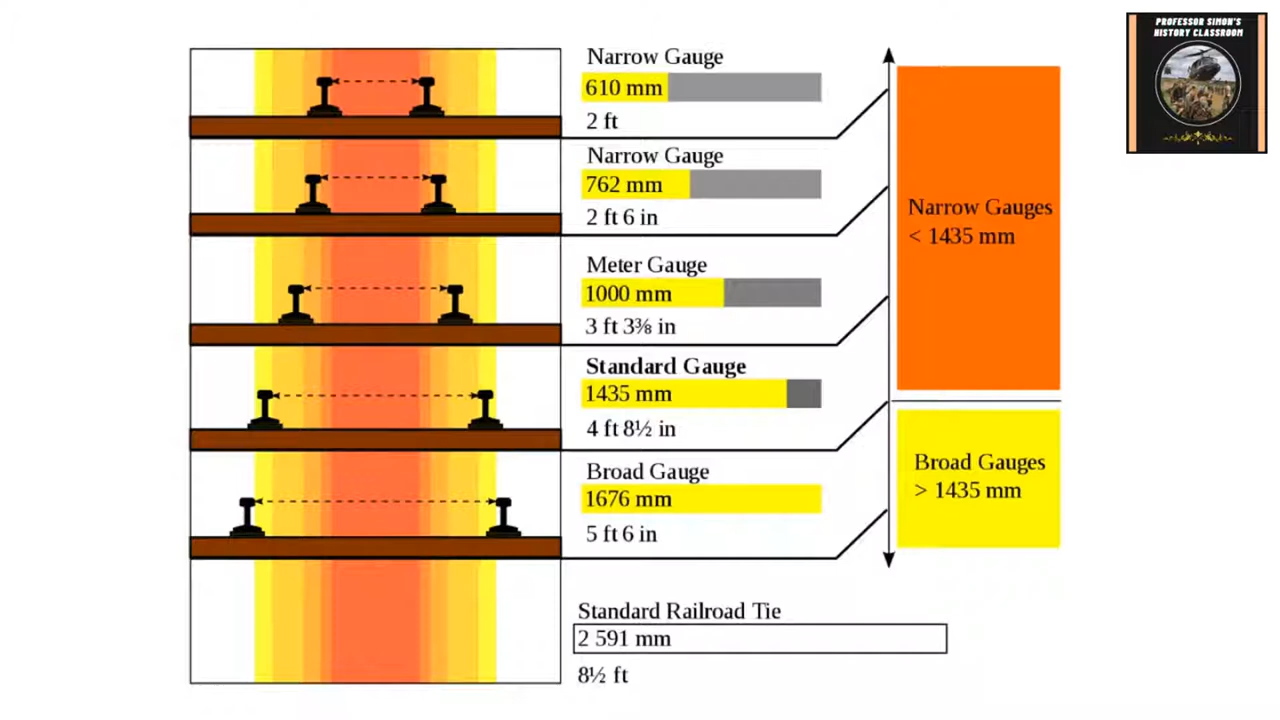 PROFESSOR SIMON'S
HISTORY CLASSROOM
Narrow Gauge
610 mm
2 ft
Narrow Gauge
762 mm
2 ft 6 in
Meter Gauge
1000 mm
3 ft 3⅜ in
Standard Gauge
1435 mm
4 ft 8½ in
Broad Gauge
1676 mm
5 ft 6 in
Narrow Gauges
< 1435 mm
Broad Gauges
> 1435 mm
Standard Railroad Tie
2 591 mm
8½ ft